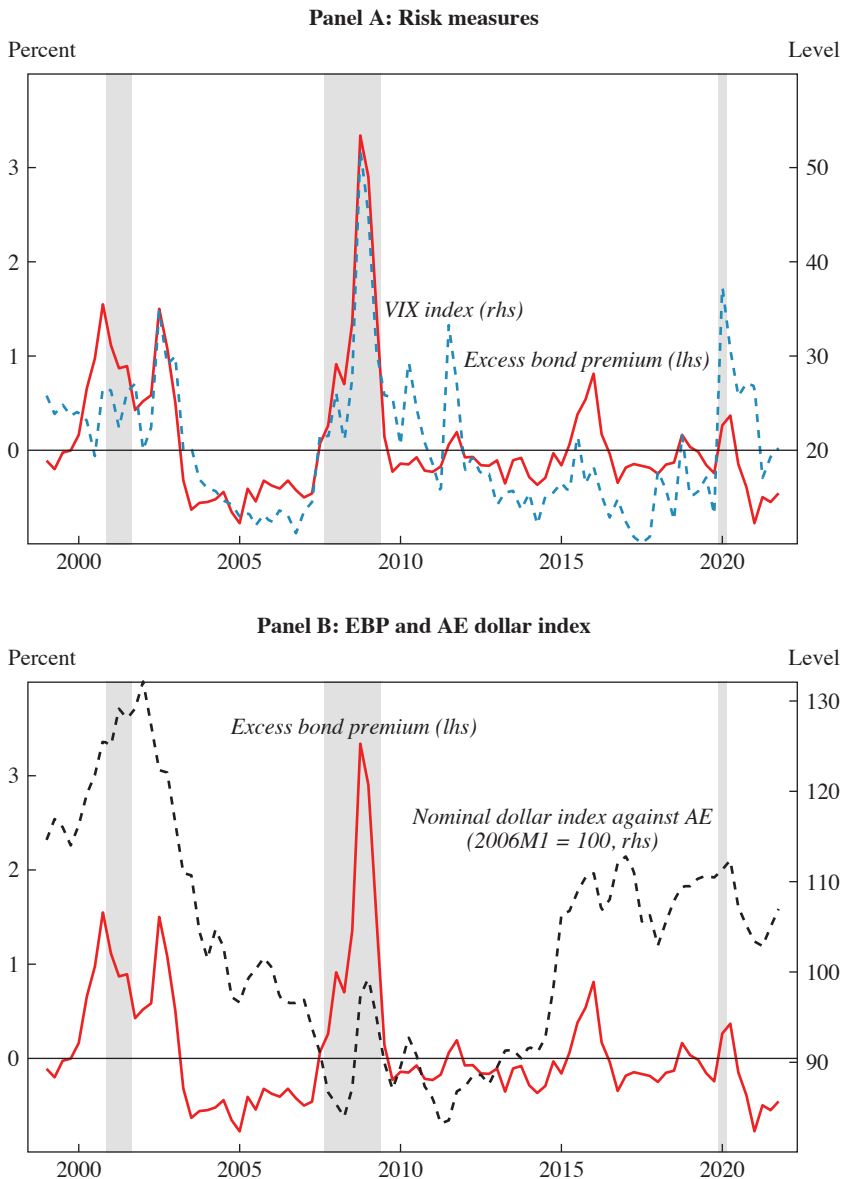 Panel A: Risk measures
Percent Level
3 50
2 40
VIX index (rhs)
Excess bond premium (lhs)
1 30
0 20
2000 2005 2010 2015 2020
Panel B: EBP and AE dollar index
Percent Level
130
Excess bond premium (lhs)
3
120
Nominal dollar index against AE
(2006M1 = 100, rhs)
2
110
1
100
0
90
2000 2005 2010 2015 2020